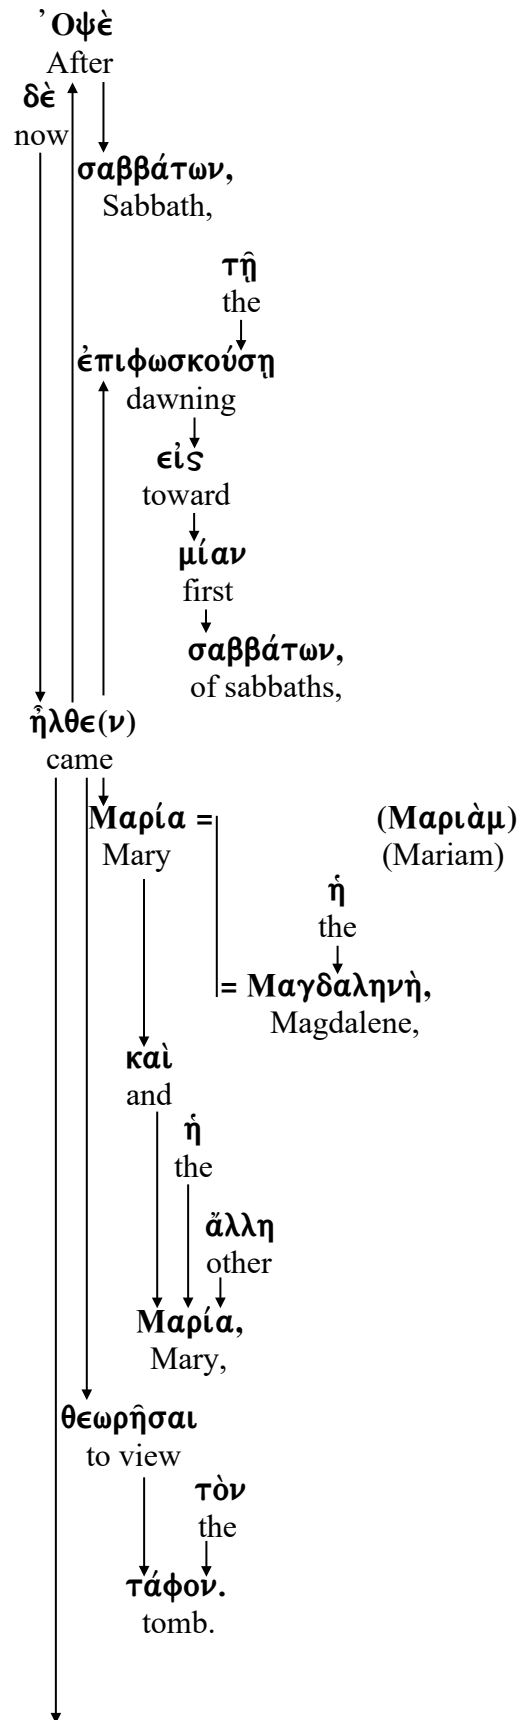 Ὀψὲ
After
δὲ
now
σαββάτων,
Sabbath,
τῇ
the
ἐπιφωσκούσῃ
dawning
εἰς
toward
μίαν
first
σαββάτων,
of sabbaths,
ἦλθε(ν)
came
Μαρία = (Μαριὰμ)
Mary (Mariam)
ἡ
the
= Μαγδαληνὴ,
Magdalene,
καὶ
and
ἡ
the
ἄλλη
other
Μαρία,
Mary,
θεωρῆσαι
to view
τὸν
the
τάφον.
tomb.